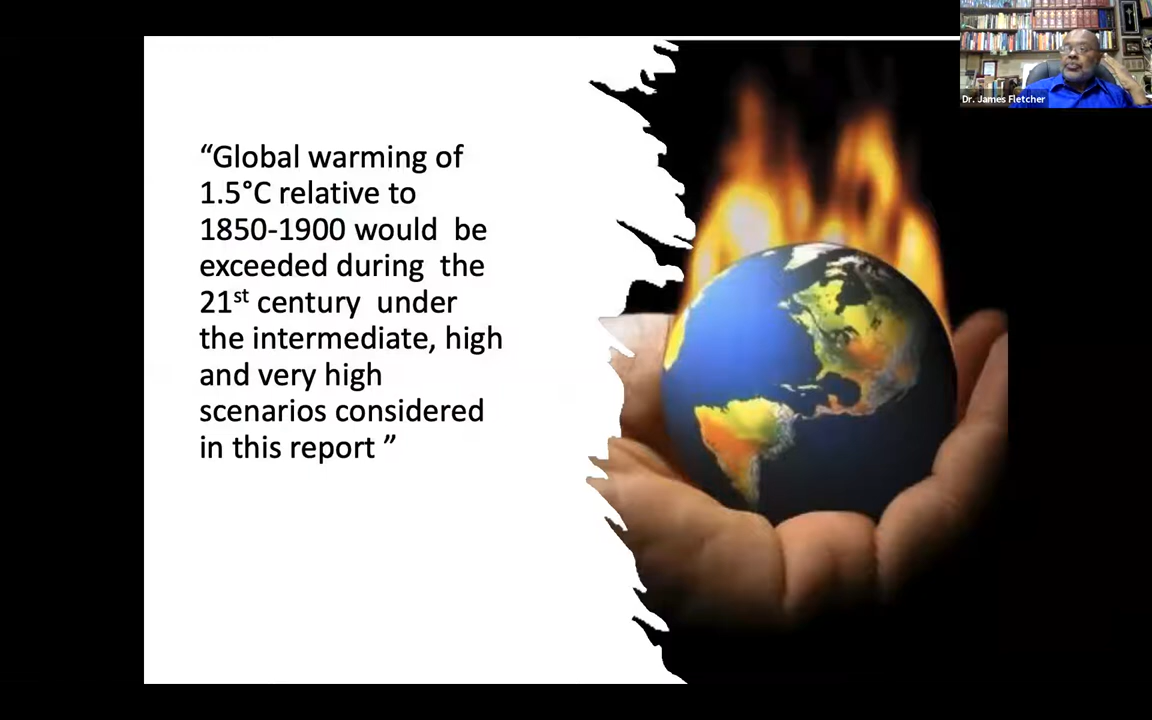 “Global warming of
1.5°C relative to
1850-1900 would  be
exceeded during  the
21st century  under
the intermediate, high
and very high
scenarios considered
in this report ”
Dr. James Fletcher